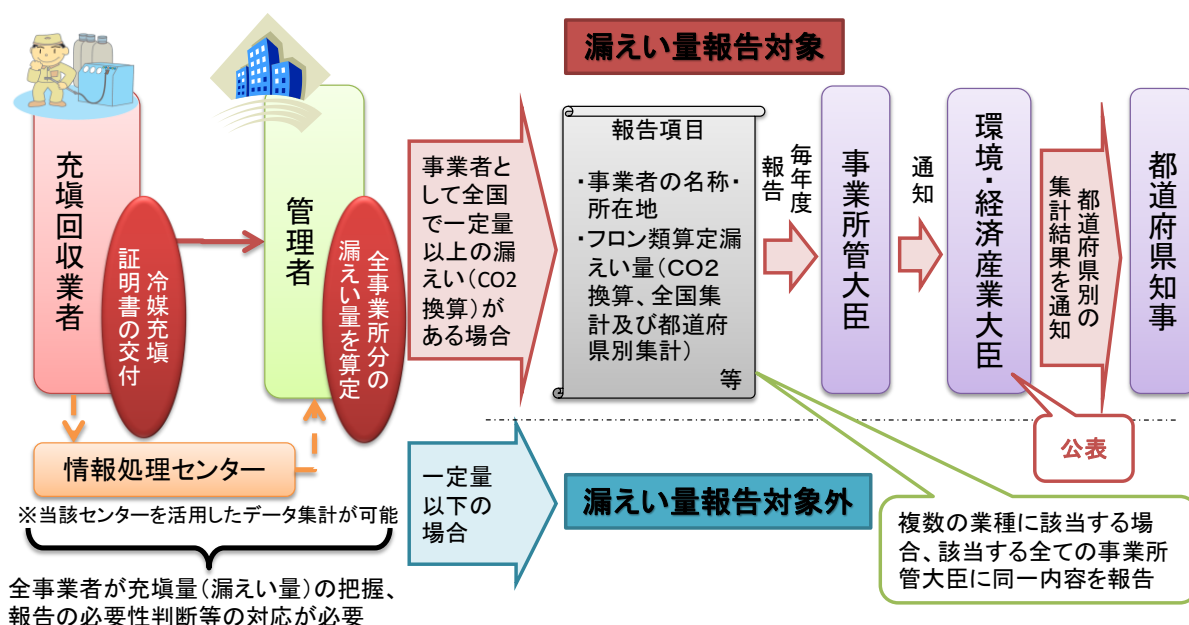 漏えい量報告対象
充塡回収業者
冷媒充塡
証明書の交付
管理者
全事業所分の
漏えい量を算定
情報処理センター
※当該センターを活用したデータ集計が可能
全事業者が充塡量（漏えい量）の把握、
報告の必要性判断等の対応が必要
事業者と
して全国
で一定量
以上の漏
えい（CO2
換算）が
ある場合
報告項目
・事業者の名称・
所在地
・フロン類算定漏
えい量（CO2
換算、全国集
計及び都道府
県別集計）
等
毎年度
報告
事業所管大臣
通知
環境・経済産業大臣
都道府県別の
集計結果を通知
都道府県知事
公表
一定量
以下の
場合
漏えい量報告対象外
複数の業種に該当する場
合、該当する全ての事業所
管大臣に同一内容を報告